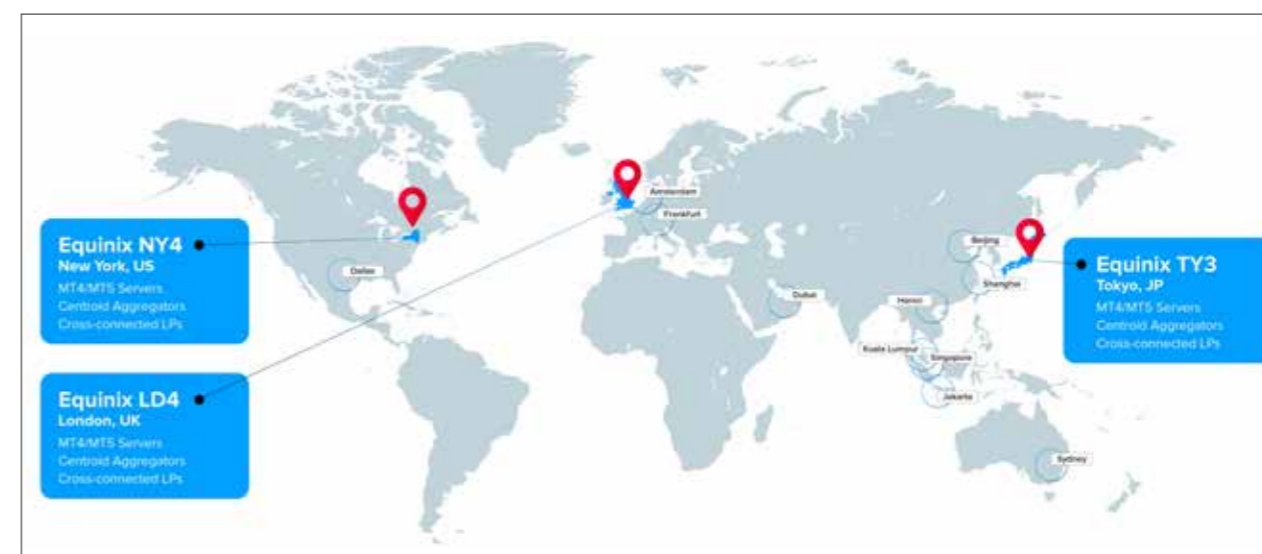 Equinix NY4
New York, US
MT4/MT5 Servers
Centroid Aggregators
Cross-connected LPs
Equinix LD4
London, UK
MT4/MT5 Servers
Centroid Aggregators
Cross-connected LPs
Dallas
Amsterdam
Frankfurt
Dubai
Beijing
Shanghai
Hanoi
Kuala Lumpur
Singapore
Jakarta
Sydney
Equinix TY3
Tokyo, JP
MT4/MT5 Servers
Centroid Aggregators
Cross-connected LPs